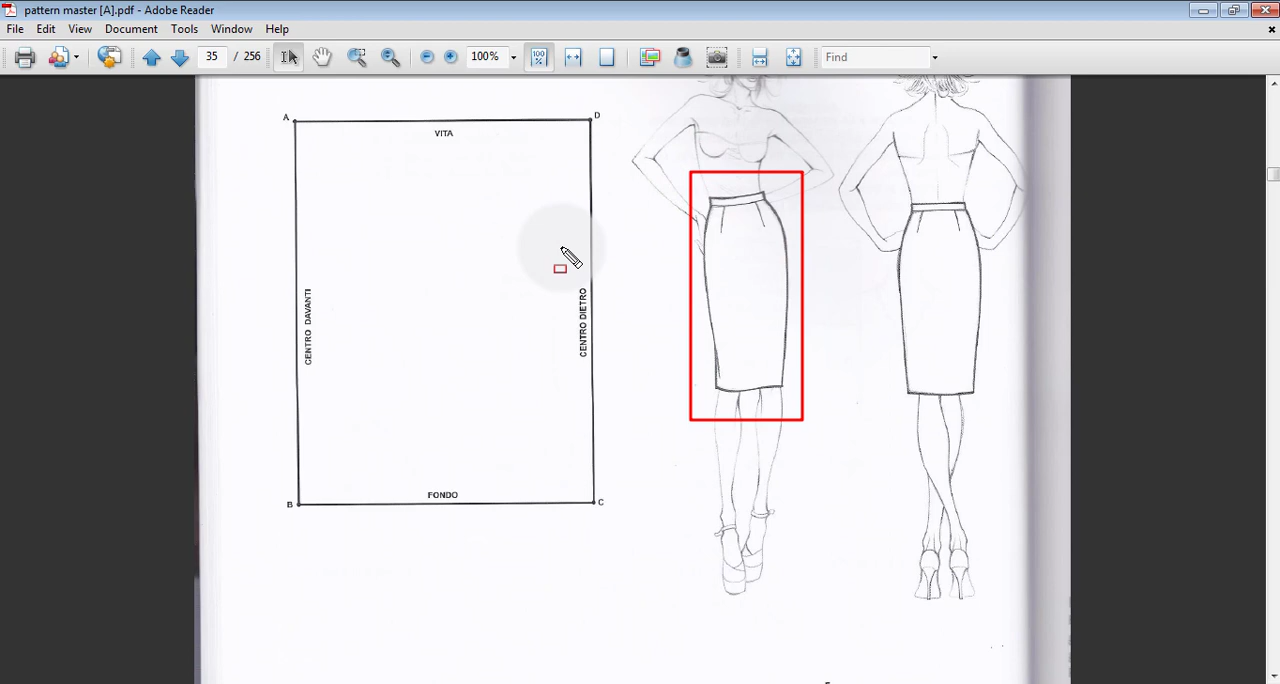 pattern master [A].pdf - Adobe Reader
File Edit View Document Tools Window Help
35 / 256 100% Find
A
D
VITA
CENTRO DAVANTI
CENTRO DIETRO
FONDO
B
C